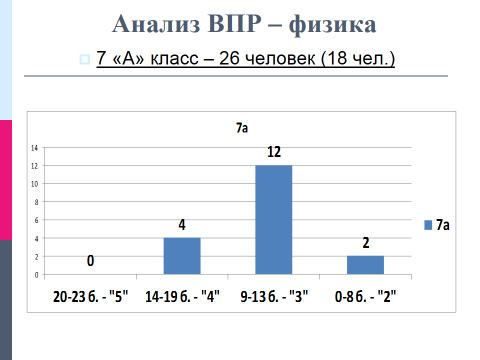 Анализ ВПР – физика
7 «А» класс – 26 человек (18 чел.)
7а
14
12
10
8
6
4
2
0
0
4
12
2
20-23 б. - "5"
14-19 б. - "4"
9-13 б. - "3"
0-8 б. - "2"
7а